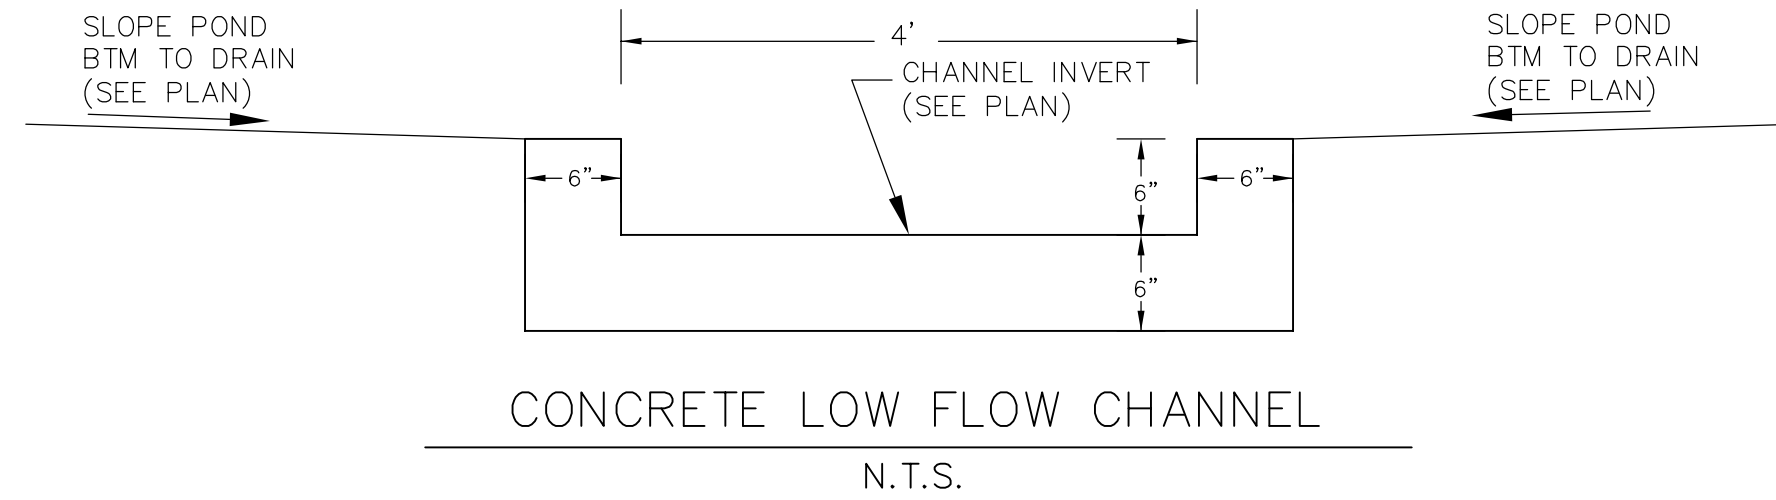 SLOPE POND
BTM TO DRAIN
(SEE PLAN)
4'
CHANNEL INVERT
(SEE PLAN)
SLOPE POND
BTM TO DRAIN
(SEE PLAN)
6"
6"
6"
6"
CONCRETE LOW FLOW CHANNEL
N.T.S.